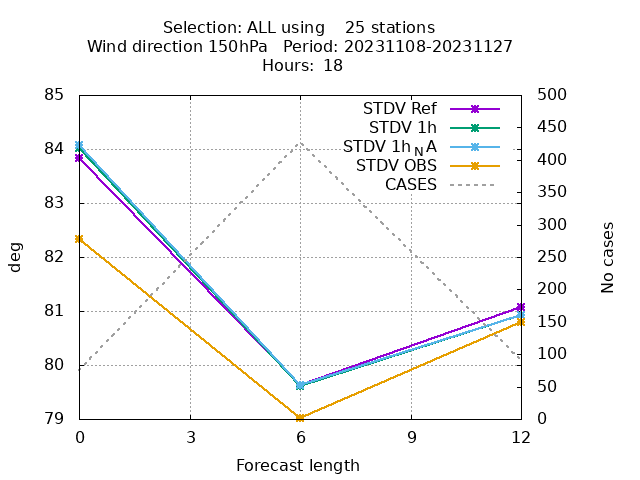 Selection: ALL using    25 stations
Wind direction 150hPa   Period: 20231108-20231127
Hours: 18
85
84
83
82
81
80
79
deg
500
450
400
350
300
250
200
150
100
50
0
No cases
STDV Ref
STDV 1h
STDV 1h_NA
STDV OBS
CASES
0 3 6 9 12
Forecast length